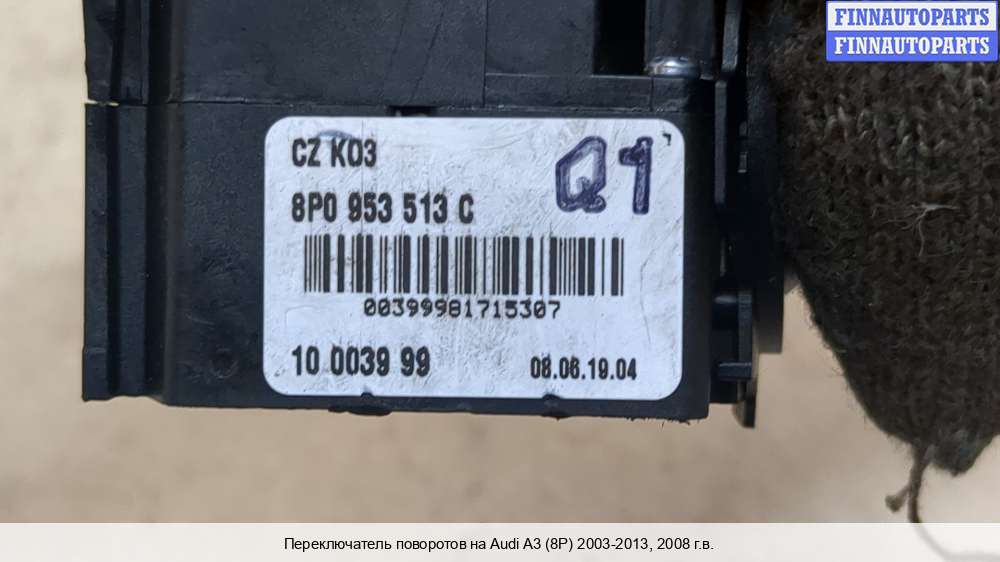 FINNAUTOPARTS
FINNAUTOPARTS
CZ K03
Q1
8P0 953 513 C
00399981715307
10 0039 99
08.06.19.04
Переключатель поворотов на Audi A3 (8P) 2003-2013, 2008 г.в.